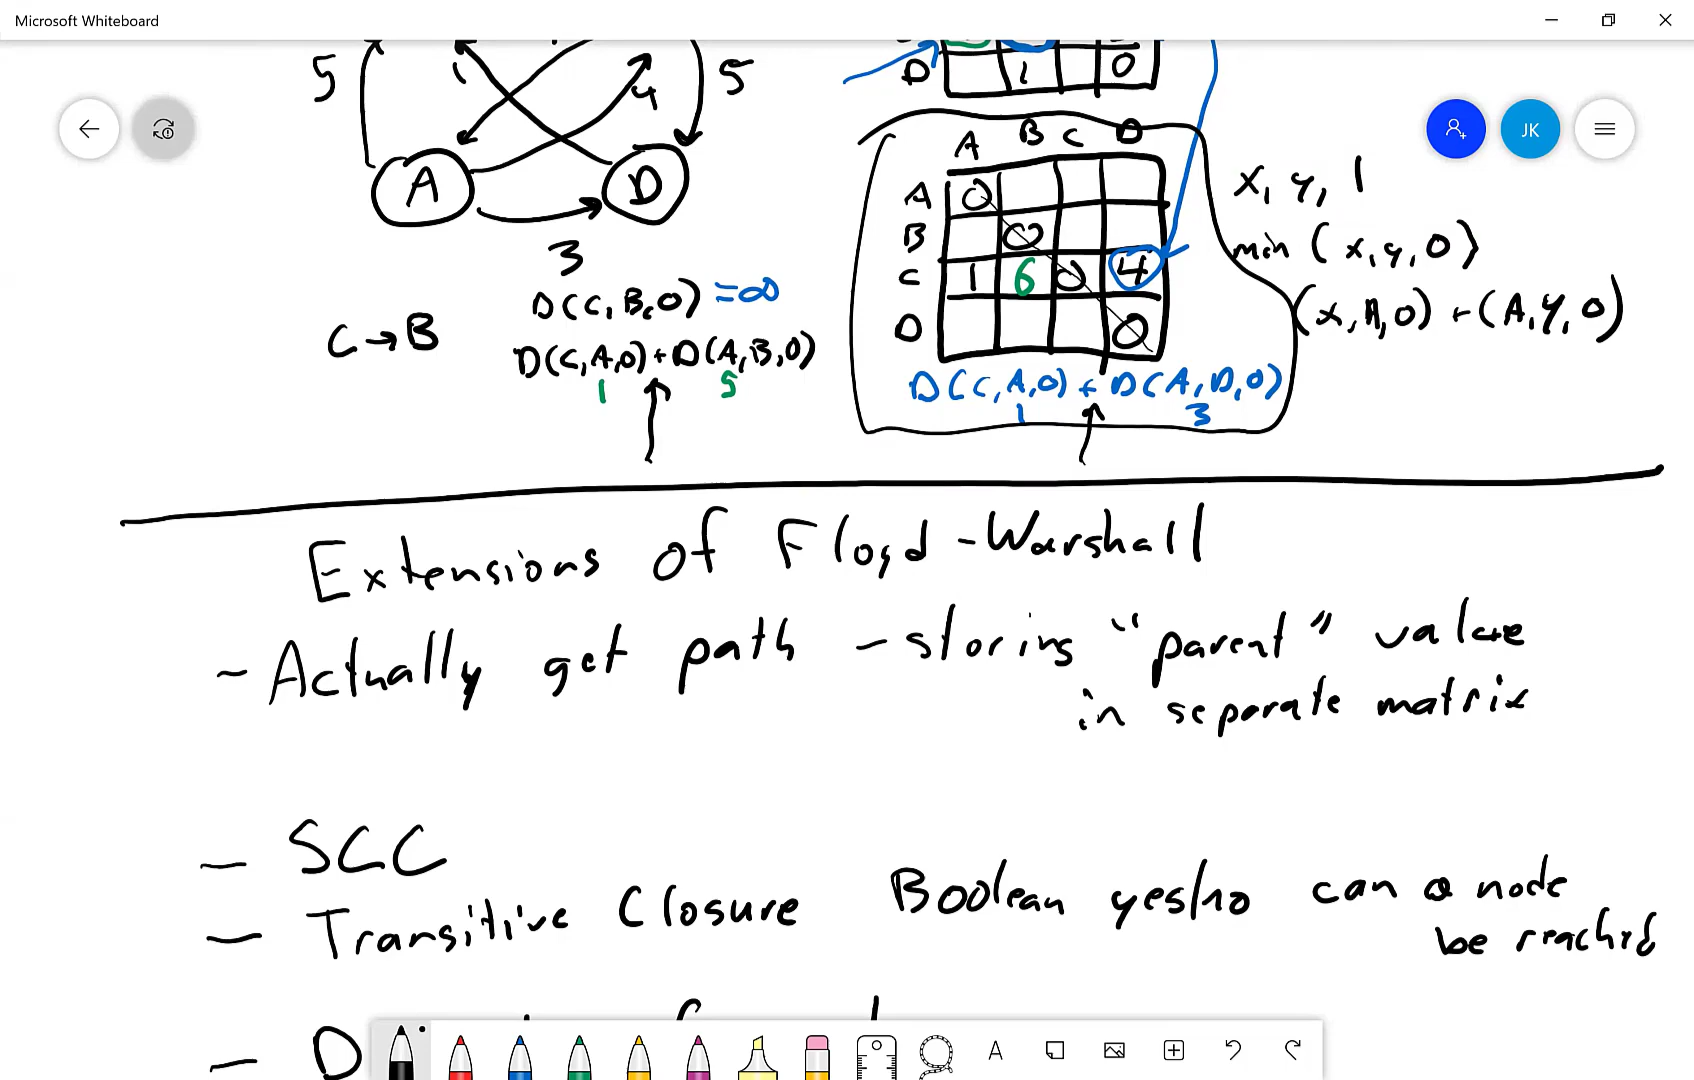 Microsoft Whiteboard
5
1
4
5
D 1 0
A B C D
A 0
B 0
C 1 6 0 4
D 0
x, y, 1
min (x, y, 0)
(x, A, 0) + (A, y, 0)
JK
A
D
3
C → B
D(C, B, 0) = ∞
D(C, A, 0) + D(A, B, 0)
1 5
D(C, A, 0) + D(A, D, 0)
1 3
Extensions of Floyd-Warshall
- Actually get path - storing "parent" value
in separate matrix
- SCC
- Transitive Closure Boolean yes/no can a node
be reached
- D
A